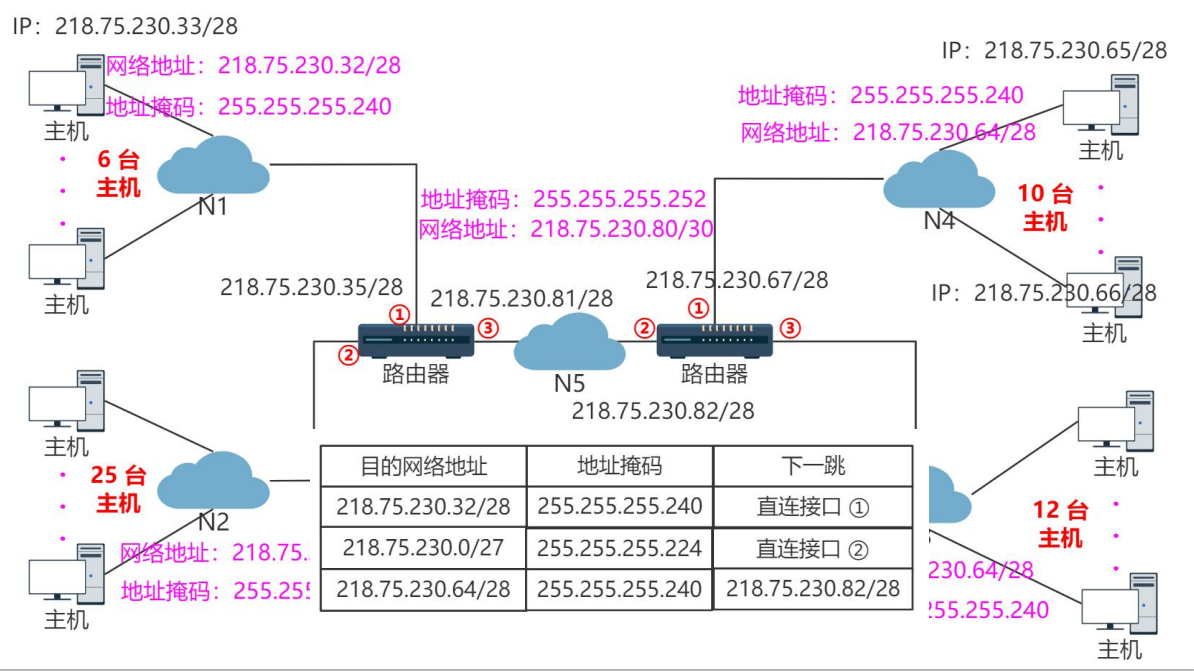 IP：218.75.230.33/28
网络地址：218.75.230.32/28
地址掩码：255.255.255.240
主机
6 台
主机
N1
主机
IP：218.75.230.65/28
地址掩码：255.255.255.240
网络地址：218.75.230.64/28
主机
10 台
主机
N4
IP：218.75.230.66/28
主机
地址掩码：255.255.255.252
网络地址：218.75.230.80/30
218.75.230.35/28
218.75.230.81/28
218.75.230.67/28
①
②
③
路由器
N5
①
②
③
路由器
218.75.230.82/28
主机
25 台
主机
N2
网络地址：218.75.
地址掩码：255.255
主机
目的网络地址 地址掩码 下一跳
218.75.230.32/28 255.255.255.240 直连接口 ①
218.75.230.0/27 255.255.255.224 直连接口 ②
218.75.230.64/28 255.255.255.240 218.75.230.82/28
主机
12 台
主机
230.64/28
255.255.240
主机